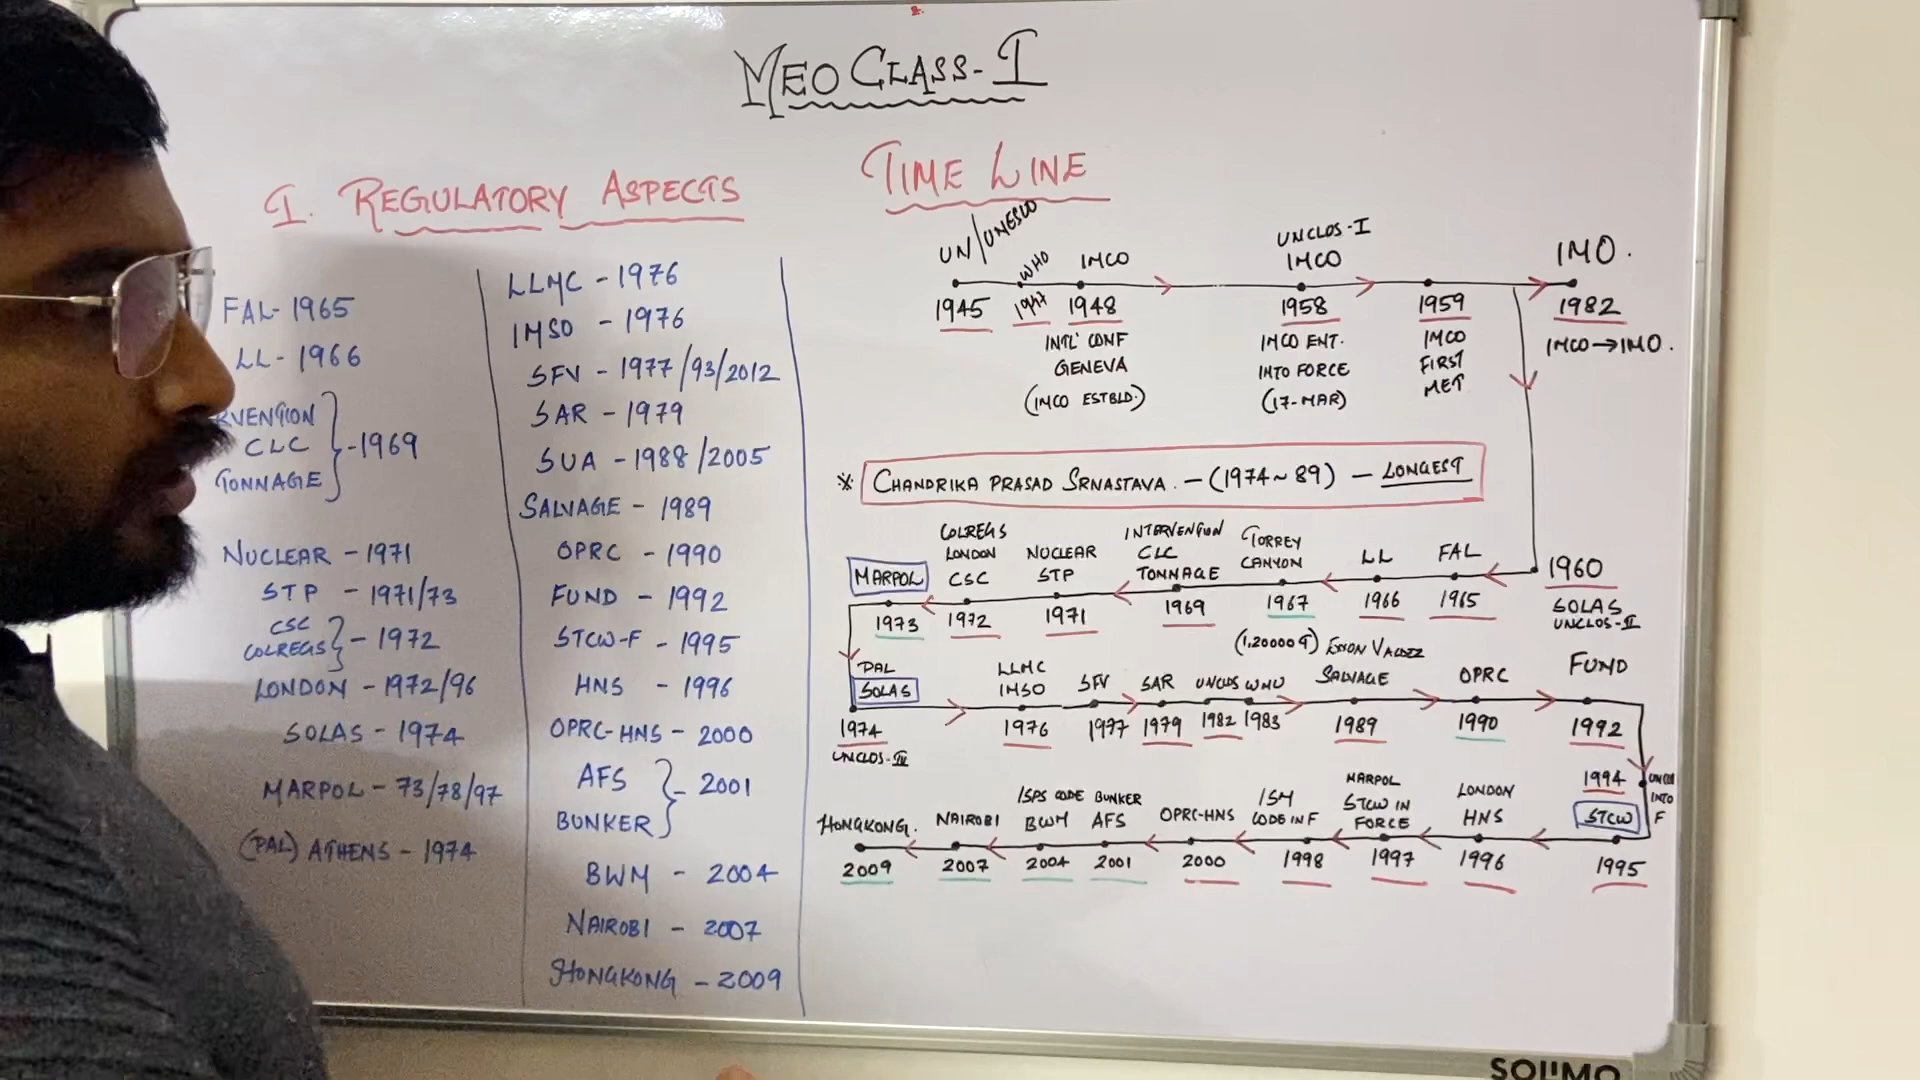 MEO CLASS-I
I. REGULATORY ASPECTS
FAL- 1965
LL - 1966
RVENTION
CLC
TONNAGE
-1969
NUCLEAR - 1971
STP - 1971/73
CSC
COLREGS
- 1972
LONDON - 1972/96
SOLAS - 1974
MARPOL - 73/78/97
(PAL) ATHENS - 1974
LLMC - 1976
IMSO - 1976
SFV - 1977/93/2012
SAR - 1979
SUA - 1988/2005
SALVAGE - 1989
OPRC - 1990
FUND - 1992
STCW-F - 1995
HNS - 1996
OPRC-HNS - 2000
AFS
BUNKER
- 2001
BWM - 2004
NAIROBI - 2007
HONGKONG - 2009
TIME LINE
UN/UNESCO
1945
WHO
1947
IMCO
1948
INTL' CONF
GENEVA
(IMCO ESTBLD.)
UNCLOS-I
IMCO
1958
IMCO ENT.
INTO FORCE
(17-MAR)
1959
IMCO
FIRST
MET
IMO.
1982
IMCO→IMO.
* CHANDRIKA PRASAD SRNASTAVA. - (1974~89) - LONGEST
1960
SOLAS
UNCLOS-II
FAL
1965
LL
1966
TORREY
CANYON
1967
(1,20000 T)
INTERVENTION
CLC
TONNAGE
1969
NUCLEAR
STP
1971
COLREGS
LONDON
CSC
1972
MARPOL
1973
PAL
SOLAS
1974
UNCLOS-III
LLMC
IMSO
1976
SFV
1977
SAR
1979
UNCLOS
1982
WMU
1983
EXXON VALDEZ
SALVAGE
1989
OPRC
1990
FUND
1992
1994
UNCLOS
INTO
F
STCW
1995
LONDON
HNS
1996
MARPOL
STCW IN
FORCE
1997
ISM
CODE IN F
1998
OPRC-HNS
2000
BUNKER
AFS
2001
ISPS CODE
BWM
2004
NAIROBI
2007
HONGKONG.
2009
SOLIMO